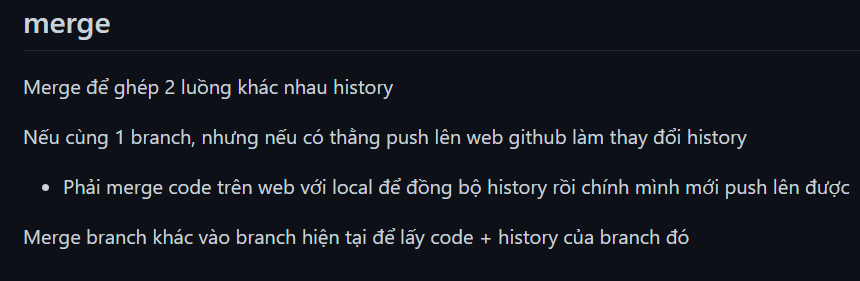 merge
Merge để ghép 2 luồng khác nhau history
Nếu cùng 1 branch, nhưng nếu có thằng push lên web github làm thay đổi history
• Phải merge code trên web với local để đồng bộ history rồi chính mình mới push lên được
Merge branch khác vào branch hiện tại để lấy code + history của branch đó